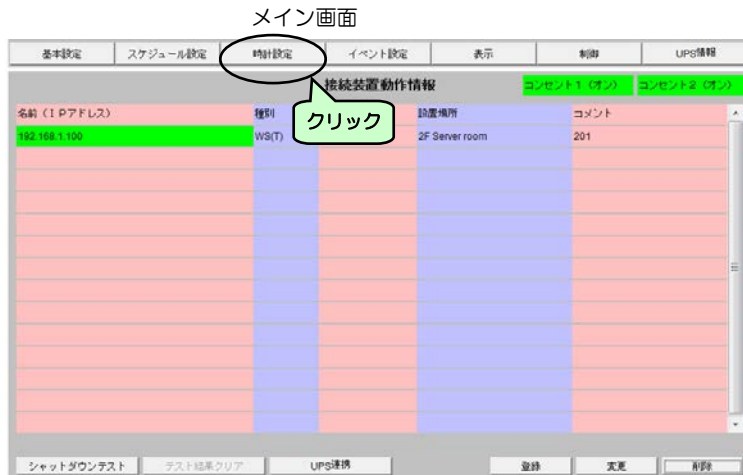 メイン画面
基本設定 スケジュール設定 時計設定 イベント設定 表示 制御 UPS情報
接続装置動作情報 コンセント1（オン） コンセント2（オン）
クリック
名前（IPアドレス） 種別 設置場所 コメント
192.168.1.100 WS(T) 2F Server room 201
シャットダウンテスト テスト結果クリア UPS連携 登録 変更 削除